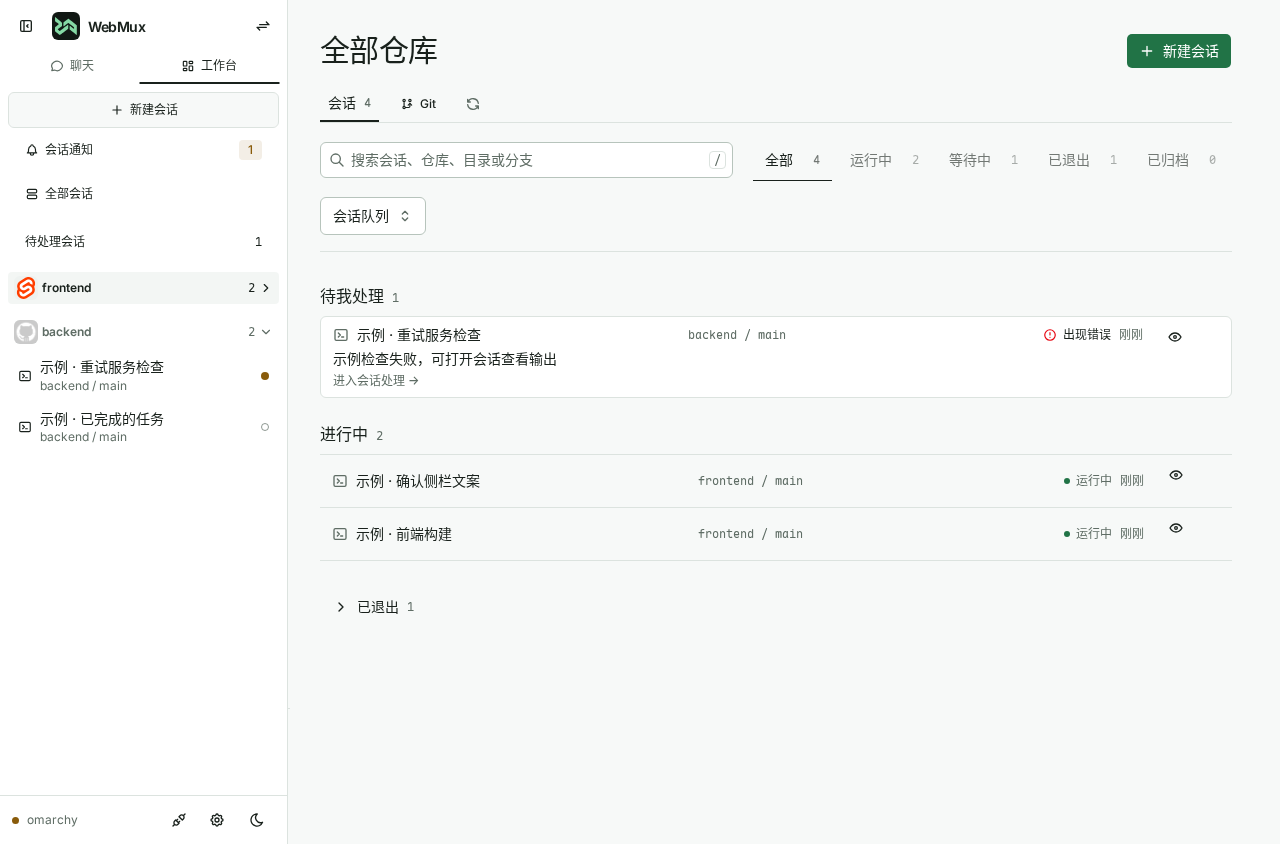 WebMux
聊天
工作台
新建会话
会话通知 1
全部会话
待处理会话 1
frontend 2
backend 2
示例 · 重试服务检查
backend / main
示例 · 已完成的任务
backend / main
omarchy
全部仓库
新建会话
会话 4
Git
搜索会话、仓库、目录或分支 /
全部 4
运行中 2
等待中 1
已退出 1
已归档 0
会话队列
待我处理 1
示例 · 重试服务检查 backend / main 出现错误 刚刚
示例检查失败，可打开会话查看输出
进入会话处理 →
进行中 2
示例 · 确认侧栏文案 frontend / main 运行中 刚刚
示例 · 前端构建 frontend / main 运行中 刚刚
已退出 1